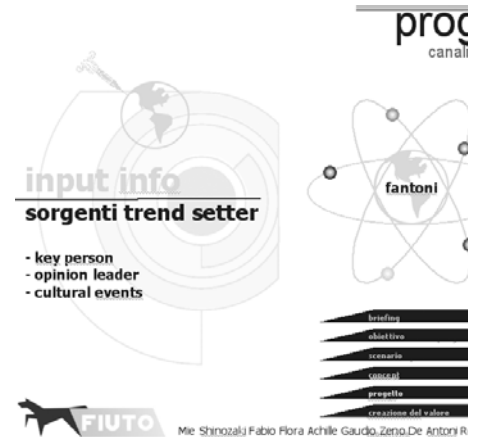 prog
canal
input info
sorgenti trend setter
fantoni
- key person
- opinion leader
- cultural events
briefing
obiettivo
scenario
concept
progetto
creazione del valore
FIUTO
Mie Shinozaki Fabio Flora Achille Gaudio Zeno De Antoni R